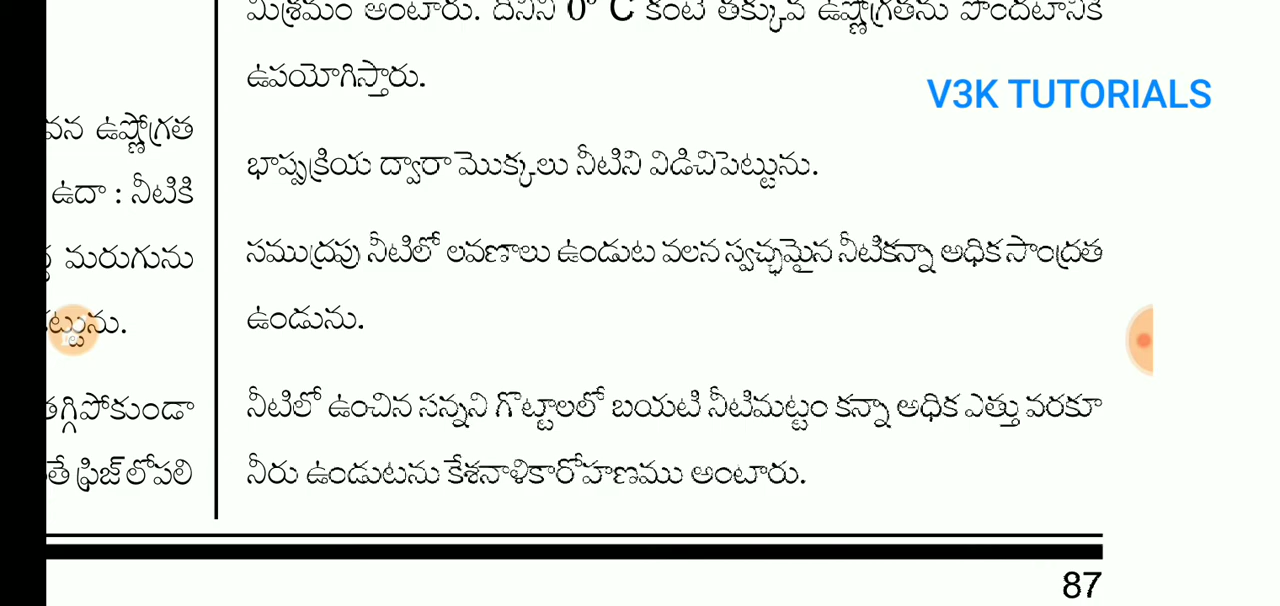 మిశ్రమం అంటారు. దీనిని 0° C కంటే తక్కువ ఉష్ణోగ్రతను పొందటానికి
ఉపయోగిస్తారు.
V3K TUTORIALS
భాష్పక్రియ ద్వారా మొక్కలు నీటిని విడిచిపెట్టును.
సముద్రపు నీటిలో లవణాలు ఉండుట వలన స్వచ్ఛమైన నీటికన్నా అధిక సాంద్రత
ఉండును.
నీటిలో ఉంచిన సన్నని గొట్టాలలో బయటి నీటిమట్టం కన్నా అధిక ఎత్తు వరకూ
నీరు ఉండుటను కేశనాళికారోహణము అంటారు.
ఉష్ణోగ్రత
ఉదా : నీటికి
మరుగును
తగ్గిపోకుండా
ఫ్రిజ్ లోపలి
87